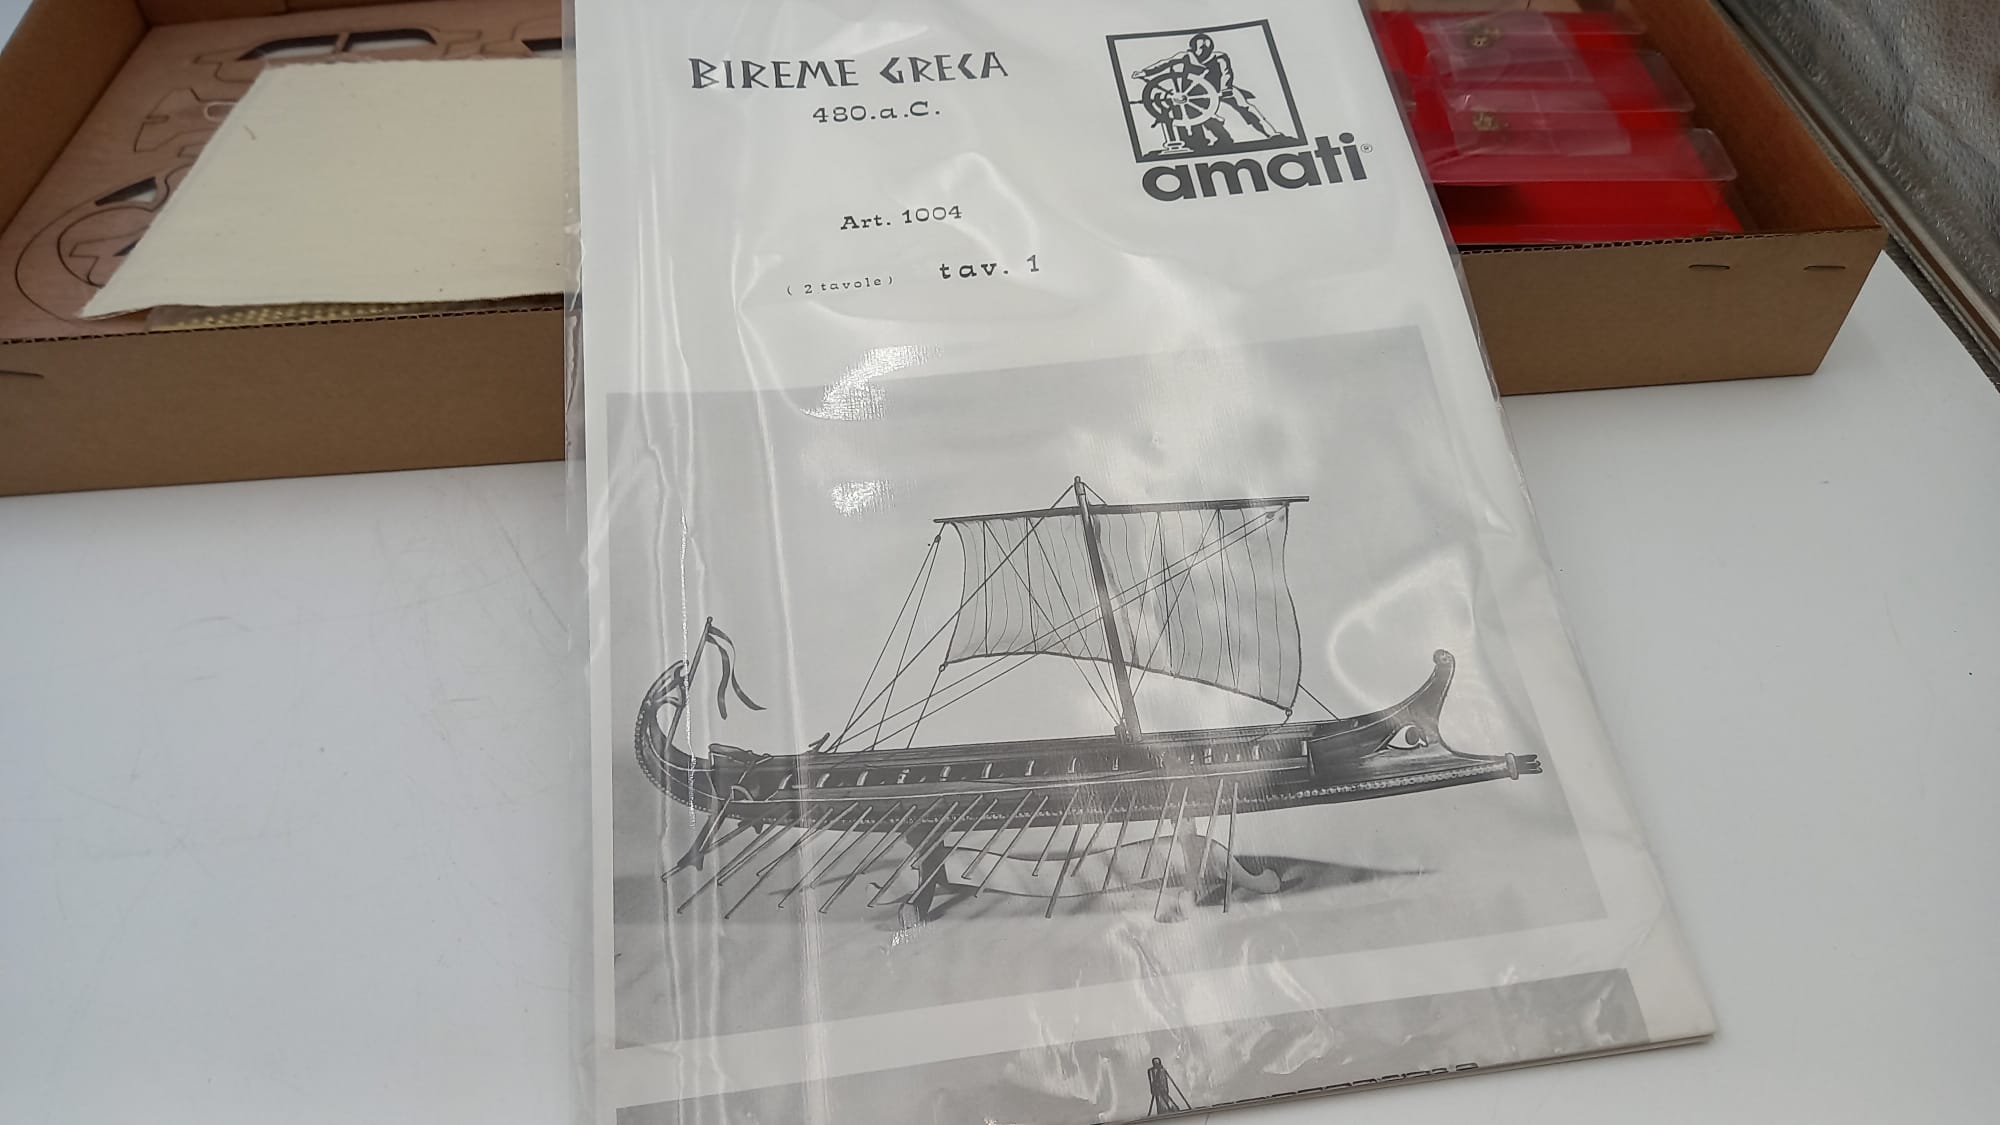 BIREME GRECA
480.a.C.
amati®
Art. 1004
(2 tavole) tav. 1